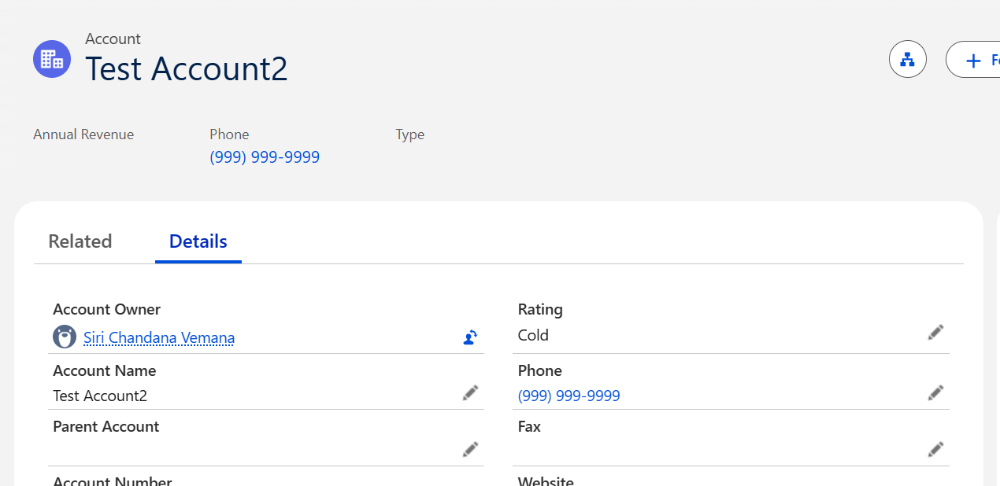 Account
Test Account2
Annual Revenue
Phone
Type
(999) 999-9999
Related
Details
Account Owner
Siri Chandana Vemana
Rating
Cold
Account Name
Test Account2
Phone
(999) 999-9999
Parent Account
Fax
Account Number
Website